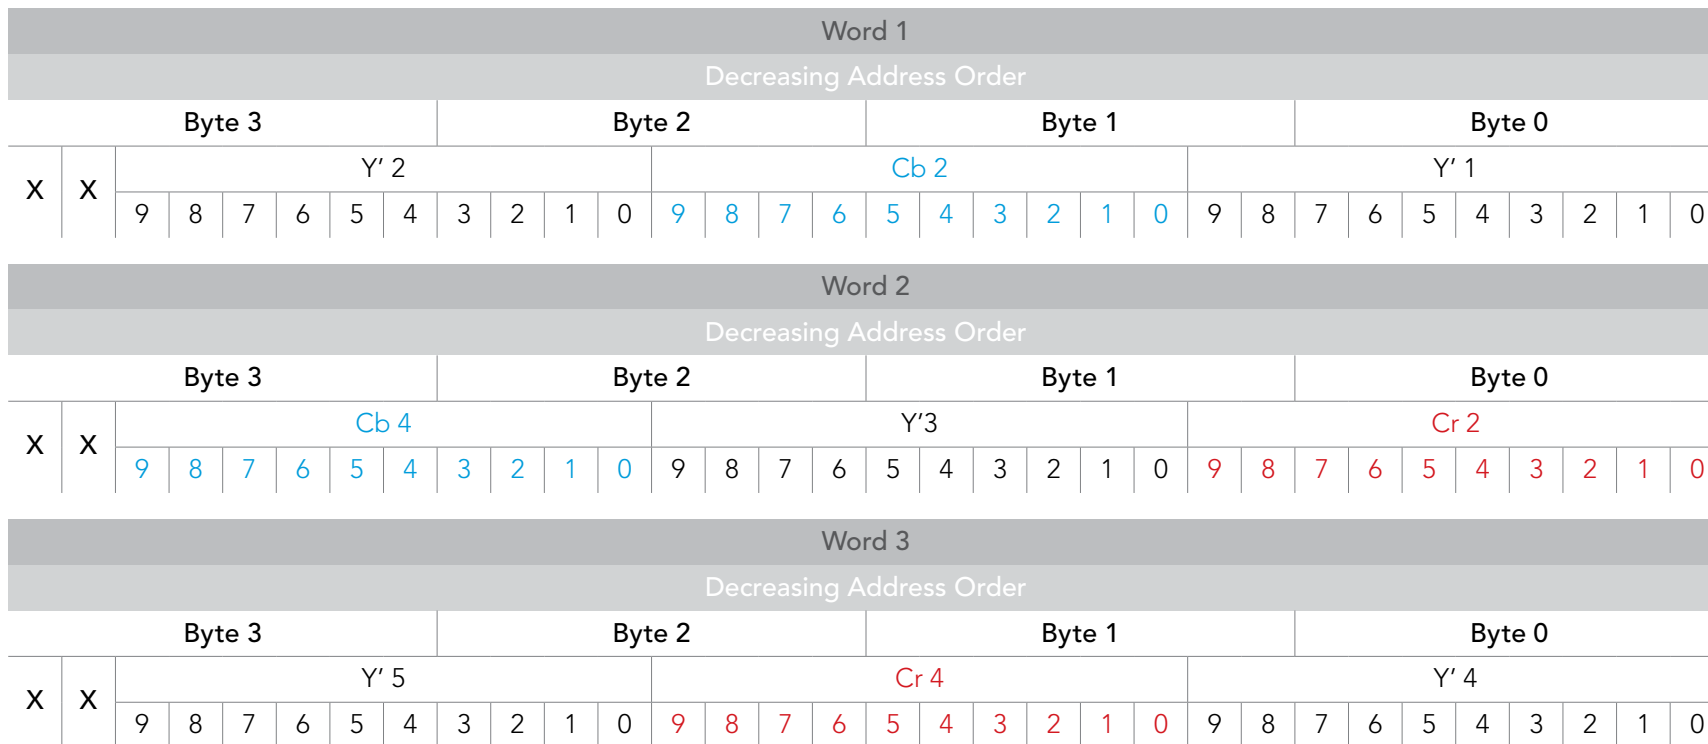 Word 1
Decreasing Address Order
Byte 3 Byte 2 Byte 1 Byte 0
X X Y’ 2 Cb 2 Y’ 1
9 8 7 6 5 4 3 2 1 0 9 8 7 6 5 4 3 2 1 0 9 8 7 6 5 4 3 2 1 0
Word 2
Decreasing Address Order
Byte 3 Byte 2 Byte 1 Byte 0
X X Cb 4 Y’3 Cr 2
9 8 7 6 5 4 3 2 1 0 9 8 7 6 5 4 3 2 1 0 9 8 7 6 5 4 3 2 1 0
Word 3
Decreasing Address Order
Byte 3 Byte 2 Byte 1 Byte 0
X X Y’ 5 Cr 4 Y’ 4
9 8 7 6 5 4 3 2 1 0 9 8 7 6 5 4 3 2 1 0 9 8 7 6 5 4 3 2 1 0